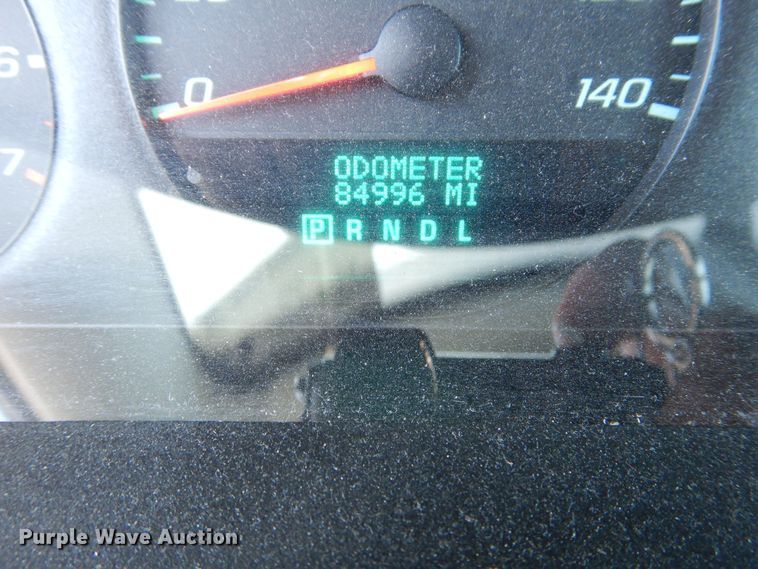 6
7
0
140
ODOMETER
84996 MI
P R N D L
Purple Wave Auction